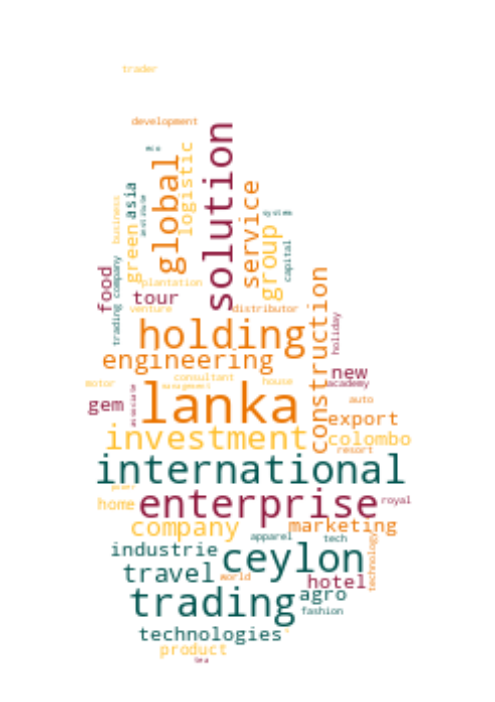 trader
development
eco
solution
global
logistic
asia
institute
service
business
green
group
system
capital
food
trading company
plantation
tour
venture
distributor
construction
holding
holiday
engineering
new
motor
consultant
management
house
academy
associate
lanka
gem
auto
export
investment
colombo
resort
international
power
home
enterprise
royal
company
marketing
apparel
tech
technology
industrie
ceylon
travel
world
hotel
trading
agro
fashion
technologies
product
tea